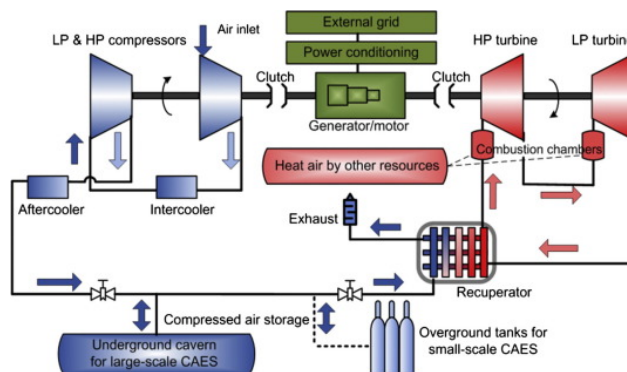 External grid
Power conditioning
LP & HP compressors
Air inlet
HP turbine
LP turbine
Clutch
Clutch
Generator/motor
Combustion chambers
Heat air by other resources
Aftercooler
Intercooler
Exhaust
Recuperator
Compressed air storage
Underground cavern
for large-scale CAES
Overground tanks for
small-scale CAES